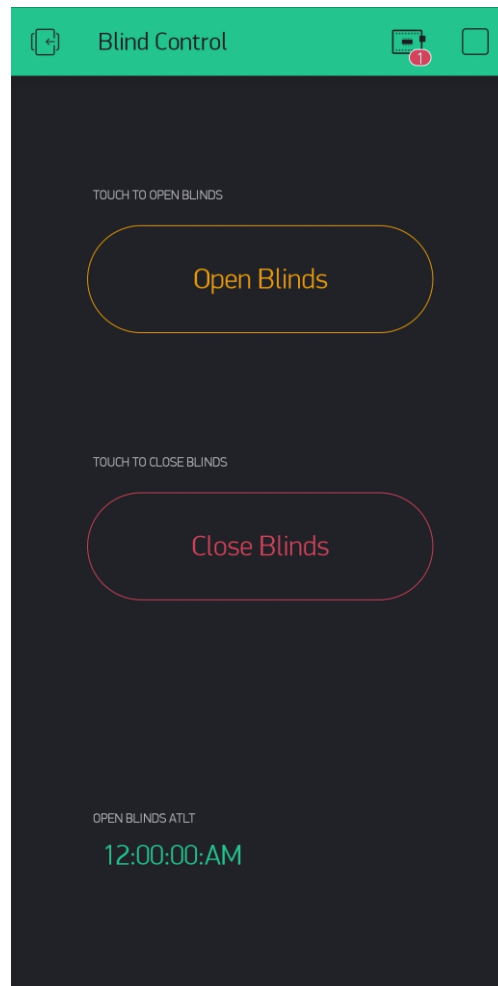 Blind Control
1
TOUCH TO OPEN BLINDS
Open Blinds
TOUCH TO CLOSE BLINDS
Close Blinds
OPEN BLINDS ATLT
12:00:00:AM